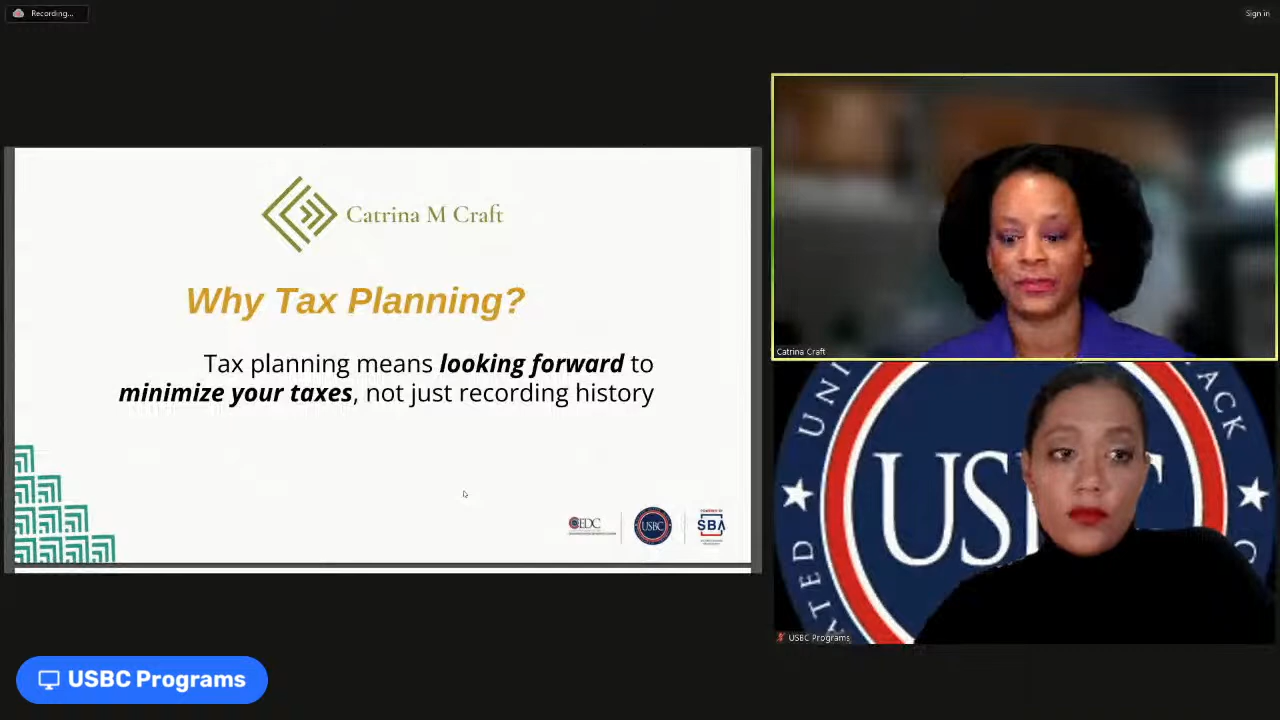 Recording...
Sign in
Catrina M Craft
Why Tax Planning?
Tax planning means looking forward to
minimize your taxes, not just recording history
CEDC
USBC
SBA
Catrina Craft
USBC Programs
USBC Programs